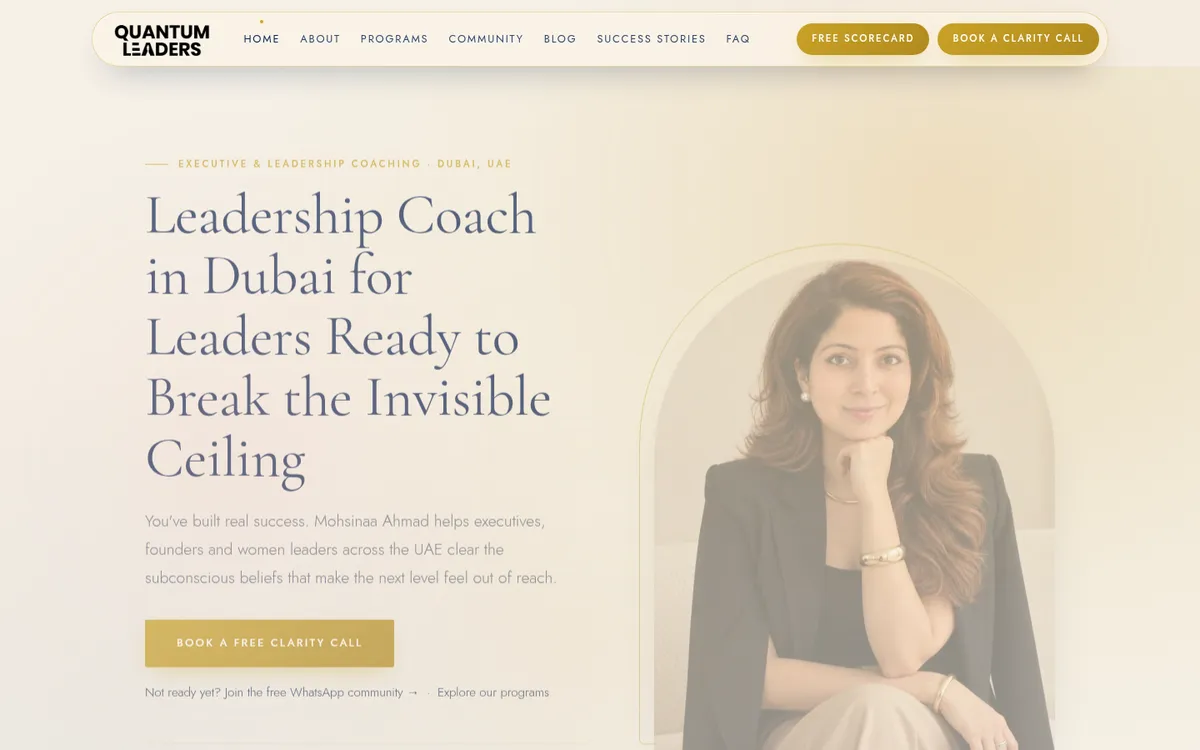 QUANTUM
LEADERS
HOME
ABOUT
PROGRAMS
COMMUNITY
BLOG
SUCCESS STORIES
FAQ
FREE SCORECARD
BOOK A CLARITY CALL
EXECUTIVE & LEADERSHIP COACHING · DUBAI, UAE
Leadership Coach
in Dubai for
Leaders Ready to
Break the Invisible
Ceiling
You've built real success. Mohsinaa Ahmad helps executives,
founders and women leaders across the UAE clear the
subconscious beliefs that make the next level feel out of reach.
BOOK A FREE CLARITY CALL
Not ready yet? Join the free WhatsApp community → · Explore our programs